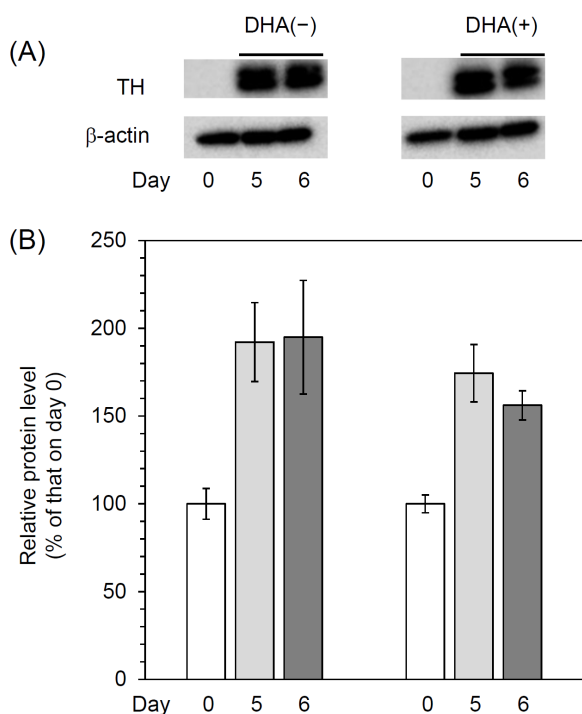 DHA(−) DHA(+)
(A)
TH
β-actin
Day 0 5 6 0 5 6
(B)
Relative protein level
(% of that on day 0)
250
200
150
100
50
0
Day 0 5 6 0 5 6